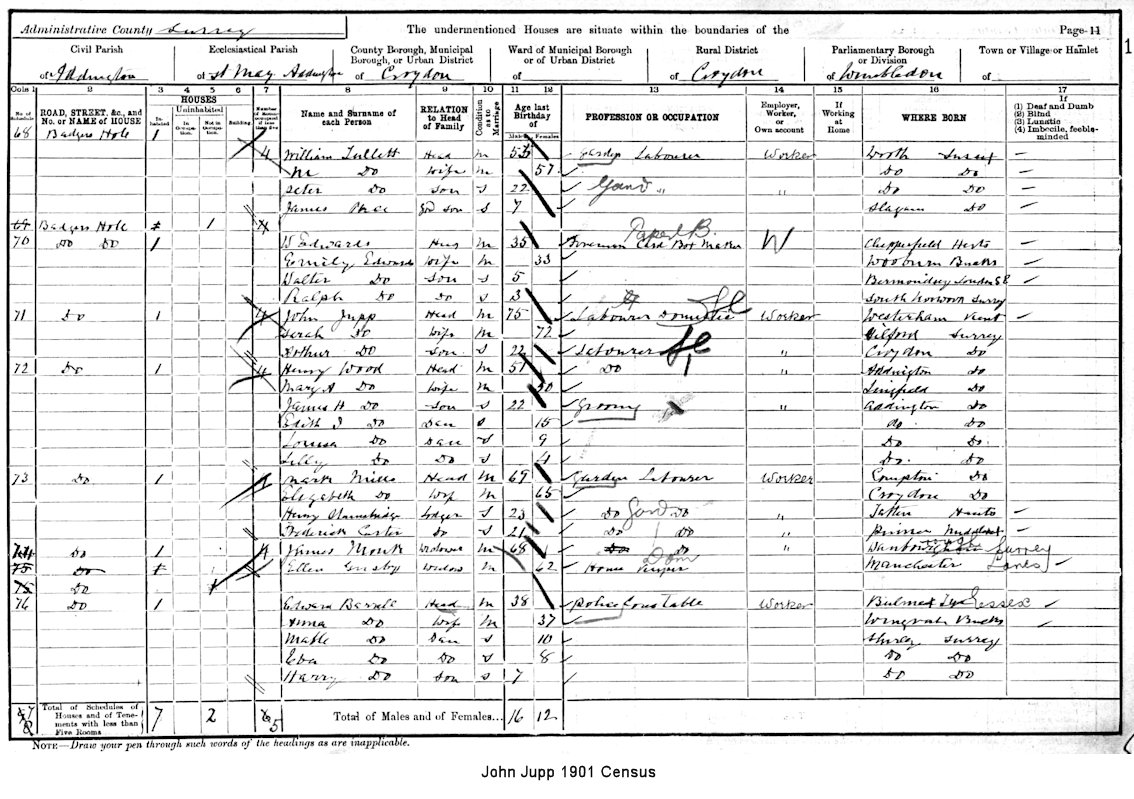 Administrative County Surrey The undermentioned Houses are situate within the boundaries of the Page 11
1
Civil Parish Ecclesiastical Parish County Borough, Municipal Borough, or Urban District Ward of Municipal Borough or of Urban District Rural District Parliamentary Borough or Division Town or Village or Hamlet
of Addington of St Mary Addington of Croydon of of Croydon of Wimbledon of
Cols 1 2 3 4 5 6 7 8 9 10 11 12 13 14 15 16 17
No. of Schedule ROAD, STREET, &c., and No. or NAME of HOUSE HOUSES Inhabited Uninhabited In Occupation Not in Occupation Building Number of Rooms occupied if less than five Name and Surname of each Person RELATION to Head of Family Condition as to Marriage Age last Birthday of Males Females PROFESSION OR OCCUPATION Employer, Worker, or Own account If Working at Home WHERE BORN If (1) Deaf and Dumb (2) Blind (3) Lunatic (4) Imbecile, feeble-minded
68 Badgers Hole 1
4 William Tullett Head M 55 Garden Labourer Worker Worth Sussex
M Do Wife M 57 Do Do
Peter Do Son S 22 Gard " " Do Do
James Gd son S 7 Slaugham Do
69 Badgers Hole 1
70 Do Do 1 W Edwards Head M 35 Foreman Card Box Maker W Chipperfield Herts
Emily Edwards Wife M 33 Wooburn Bucks
Walter Do Son S 5 Bermondsey London SE
Ralph Do Do S 3 South Norwood Surrey
71 Do 1 4 John Jupp Head M 75 Labourer Domestic Worker Westerham Kent
Sarah Do Wife M 72 Surrey
Arthur Do Son S 22 Labourer " Croydon Do
72 Do 1 4 Henry Wood Head M 51 Do " Addington Do
Mary A Do Wife M 50 Lingfield Do
James H Do Son S 22 Groom " Addington Do
Edith J Do Dau S 15 Do Do
Louisa Do Dau S 9 Do Do
Lilly Do Do S 4 Do Do
73 Do 1 Mark Mills Head M 69 Garden Labourer Worker Compton Do
Elizabeth Do Wife M 65 Croydon Do
Henry Lodger S 23 Do Gard Do " Hants
Frederick Carter Do S 21 Do Do " Pinner Middlsx
74 Do 1 4 James Monk Widower M 68 Do Do " Surrey
75 Do Ellen Widow M 62 House Keeper Dom Manchester Lancs
75 Do
76 Do 1 Edward Head M 38 Police Constable Worker Bulmer Essex
Anna Do Wife M 37 Wingrave Bucks
Mable Do Dau S 10 Shirley Surrey
Eva Do Do S 8 Do Do
Harry Do Son S 7 Do Do
8 Total of Schedules of Houses and of Tenements with less than Five Rooms 7 2 5 Total of Males and of Females... 16 12
NOTE—Draw your pen through such words of the headings as are inapplicable.
John Jupp 1901 Census